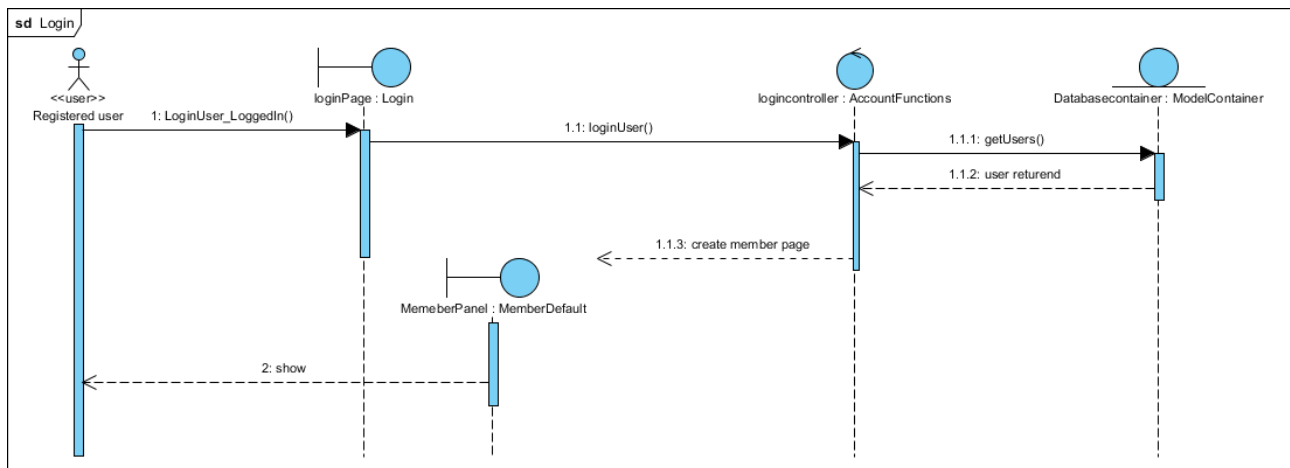 sd Login
<<user>>
Registered user
loginPage : Login
logincontroller : AccountFunctions
Databasecontainer : ModelContainer
1: LoginUser_LoggedIn()
1.1: loginUser()
1.1.1: getUsers()
1.1.2: user returend
1.1.3: create member page
MemeberPanel : MemberDefault
2: show